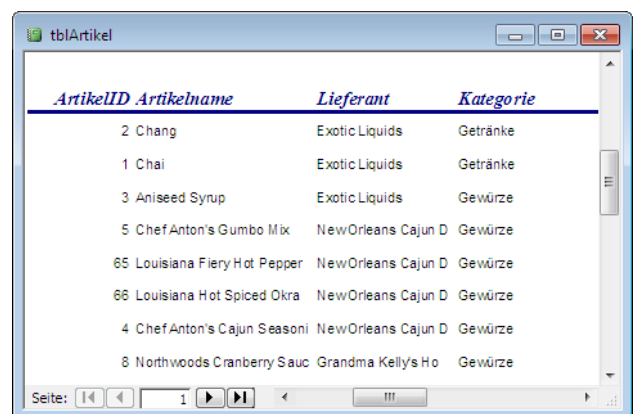 tblArtikel
ArtikelID Artikelname Lieferant Kategorie
2 Chang Exotic Liquids Getränke
1 Chai Exotic Liquids Getränke
3 Aniseed Syrup Exotic Liquids Gewürze
5 Chef Anton's Gumbo Mix NewOrleans Cajun D Gewürze
65 Louisiana Fiery Hot Pepper NewOrleans Cajun D Gewürze
66 Louisiana Hot Spiced Okra NewOrleans Cajun D Gewürze
4 Chef Anton's Cajun Seasoni NewOrleans Cajun D Gewürze
8 Northwoods Cranberry Sauc Grandma Kelly's Ho Gewürze
Seite: 1